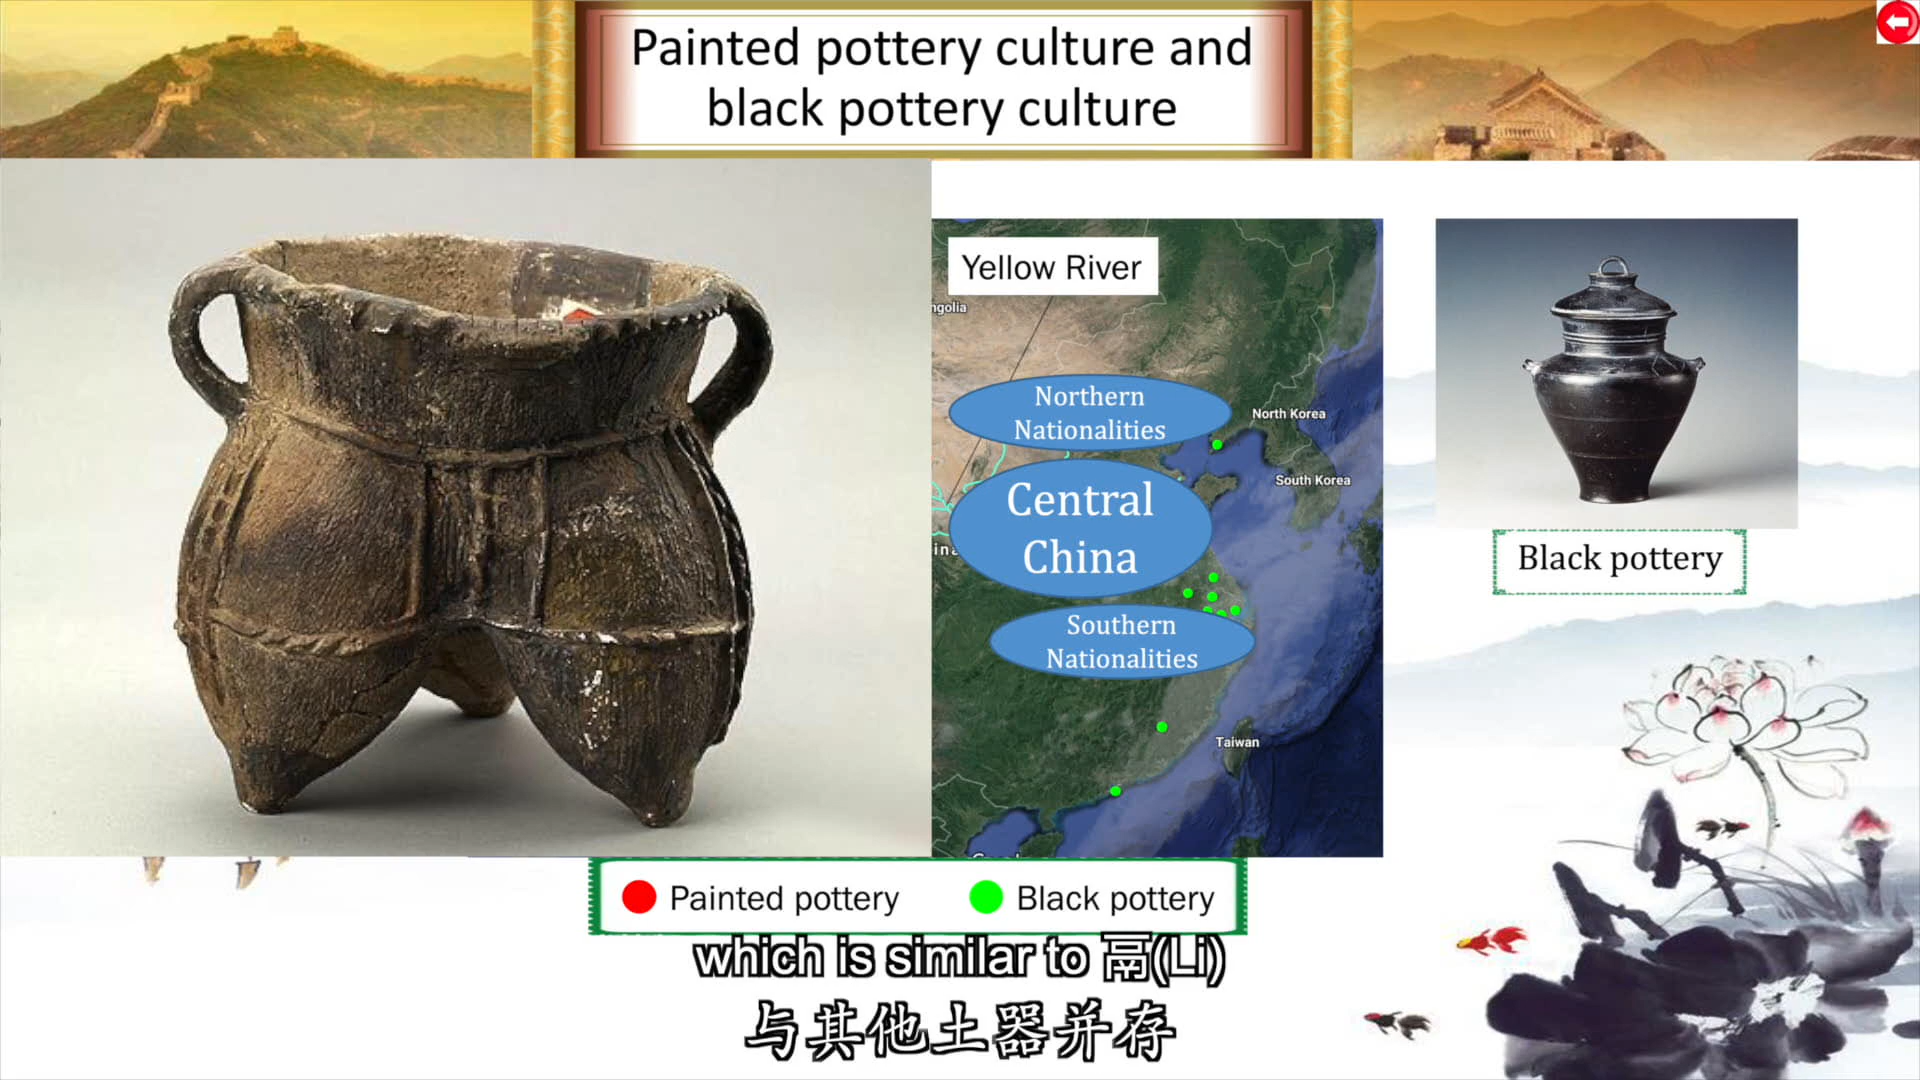 Painted pottery culture and
black pottery culture
Yellow River
ngolia
Northern
Nationalities
North Korea
South Korea
Central
China
ina
Southern
Nationalities
Taiwan
Black pottery
Painted pottery
Black pottery
which is similar to 鬲(Li)
与其他土器并存